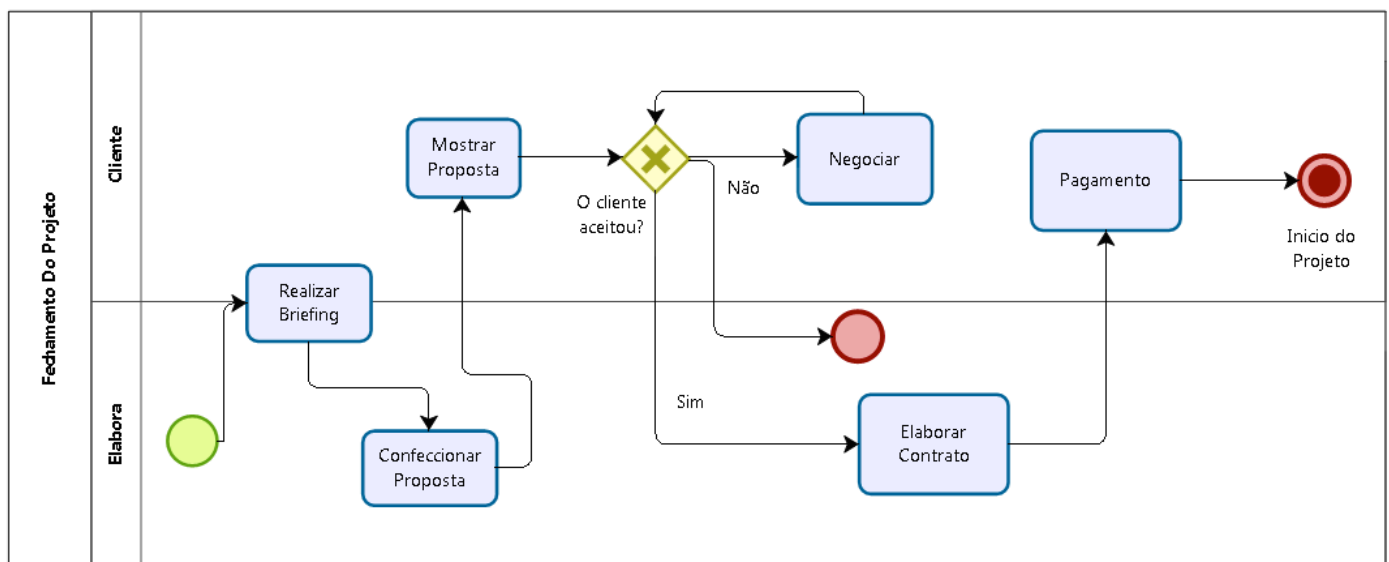 Fechamento Do Projeto
Cliente
Elabora
Mostrar
Proposta
O cliente
aceitou?
Não
Negociar
Pagamento
Inicio do
Projeto
Realizar
Briefing
Sim
Confeccionar
Proposta
Elaborar
Contrato